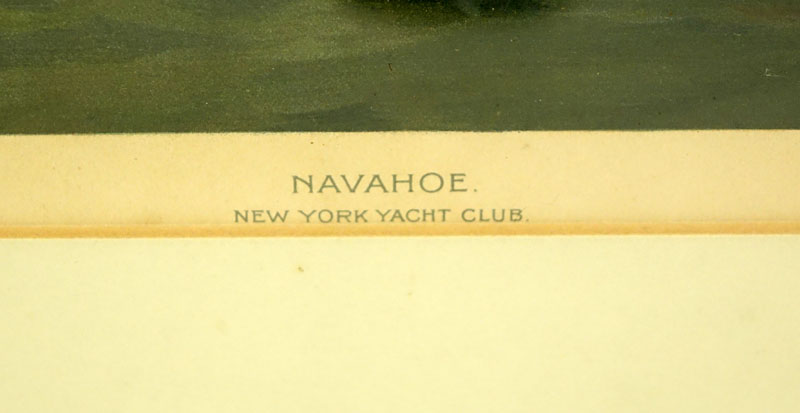 NAVAHOE.
NEW YORK YACHT CLUB.